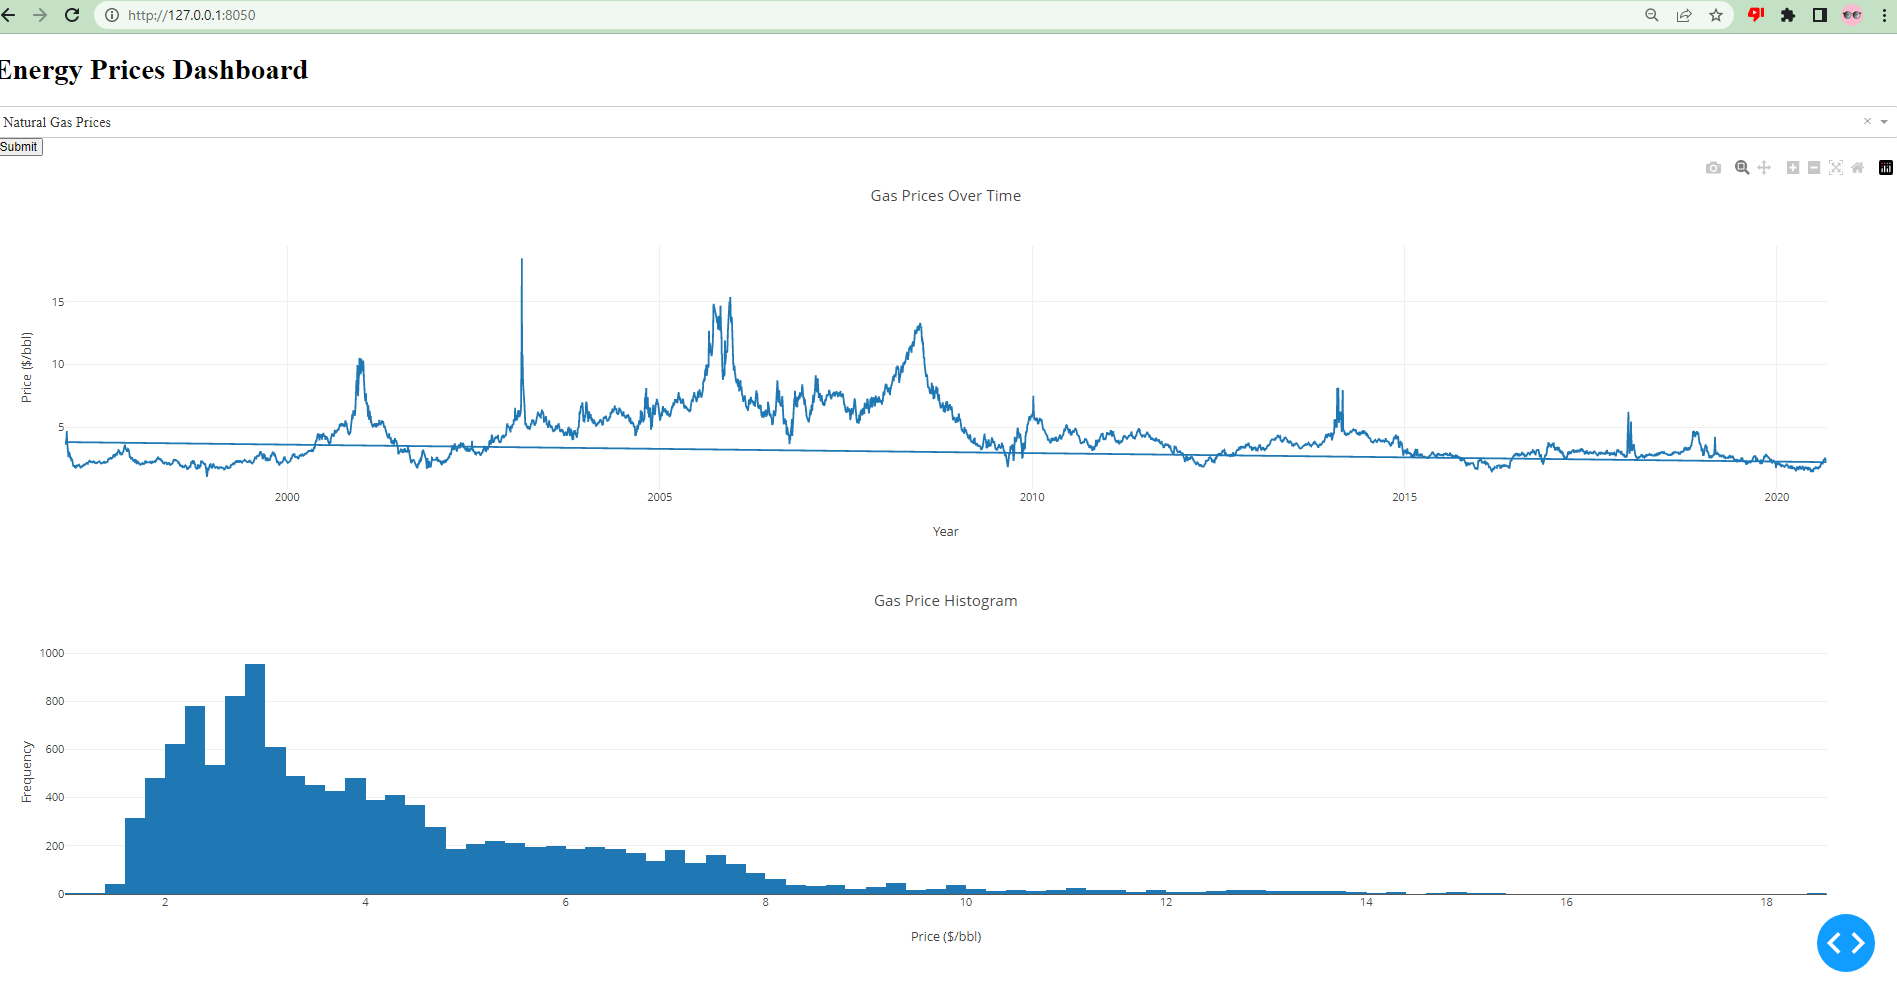 http://127.0.0.1:8050
Energy Prices Dashboard
Natural Gas Prices
Submit
Gas Prices Over Time
15
10
5
Price ($/bbl)
2000 2005 2010 2015 2020
Year
Gas Price Histogram
1000
800
600
400
200
0
Frequency
2 4 6 8 10 12 14 16 18
Price ($/bbl)